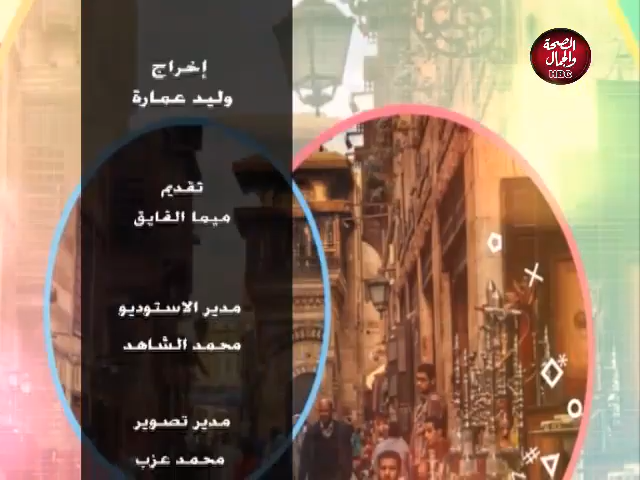 الصحة
والجمال
HBC
إخراج
وليد عمارة
تقديم
ميما الفايق
مدير الاستوديو
محمد الشاهد
مدير تصوير
محمد عزب